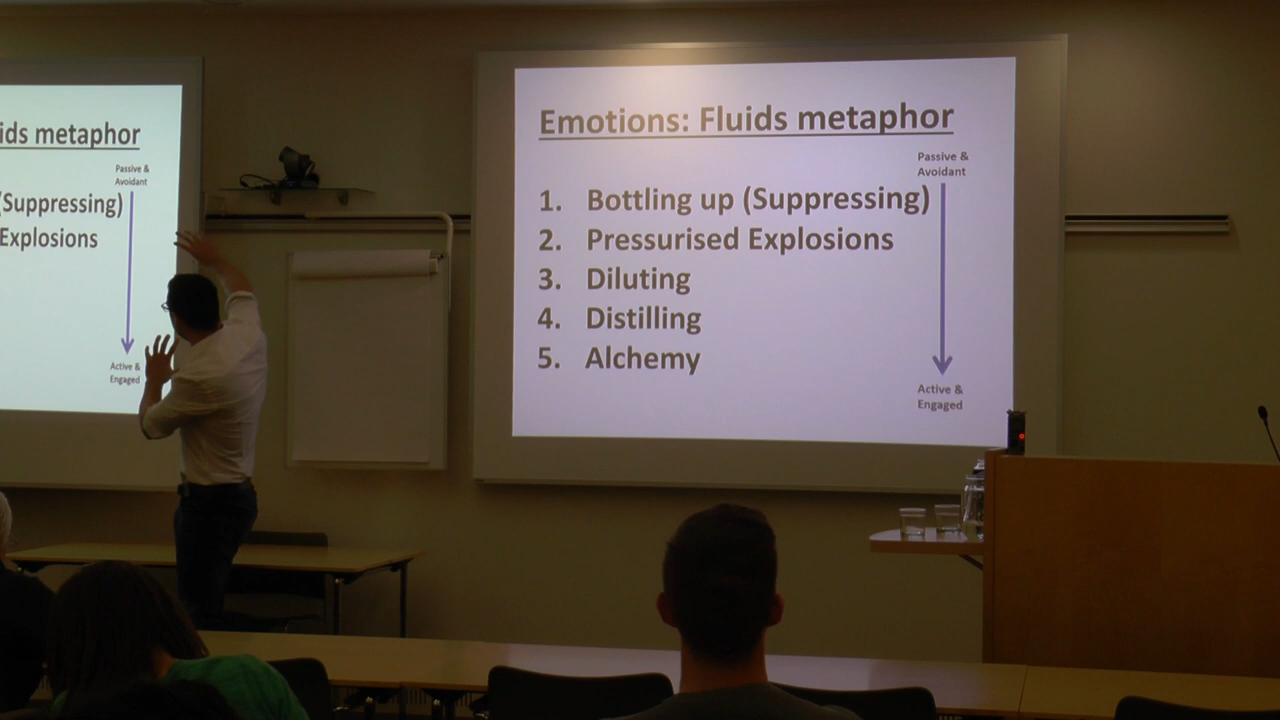 ids metaphor
Passive &
Avoidant
(Suppressing)
Explosions
Active &
Engaged
Emotions: Fluids metaphor
Passive &
Avoidant
1. Bottling up (Suppressing)
2. Pressurised Explosions
3. Diluting
4. Distilling
5. Alchemy
Active &
Engaged